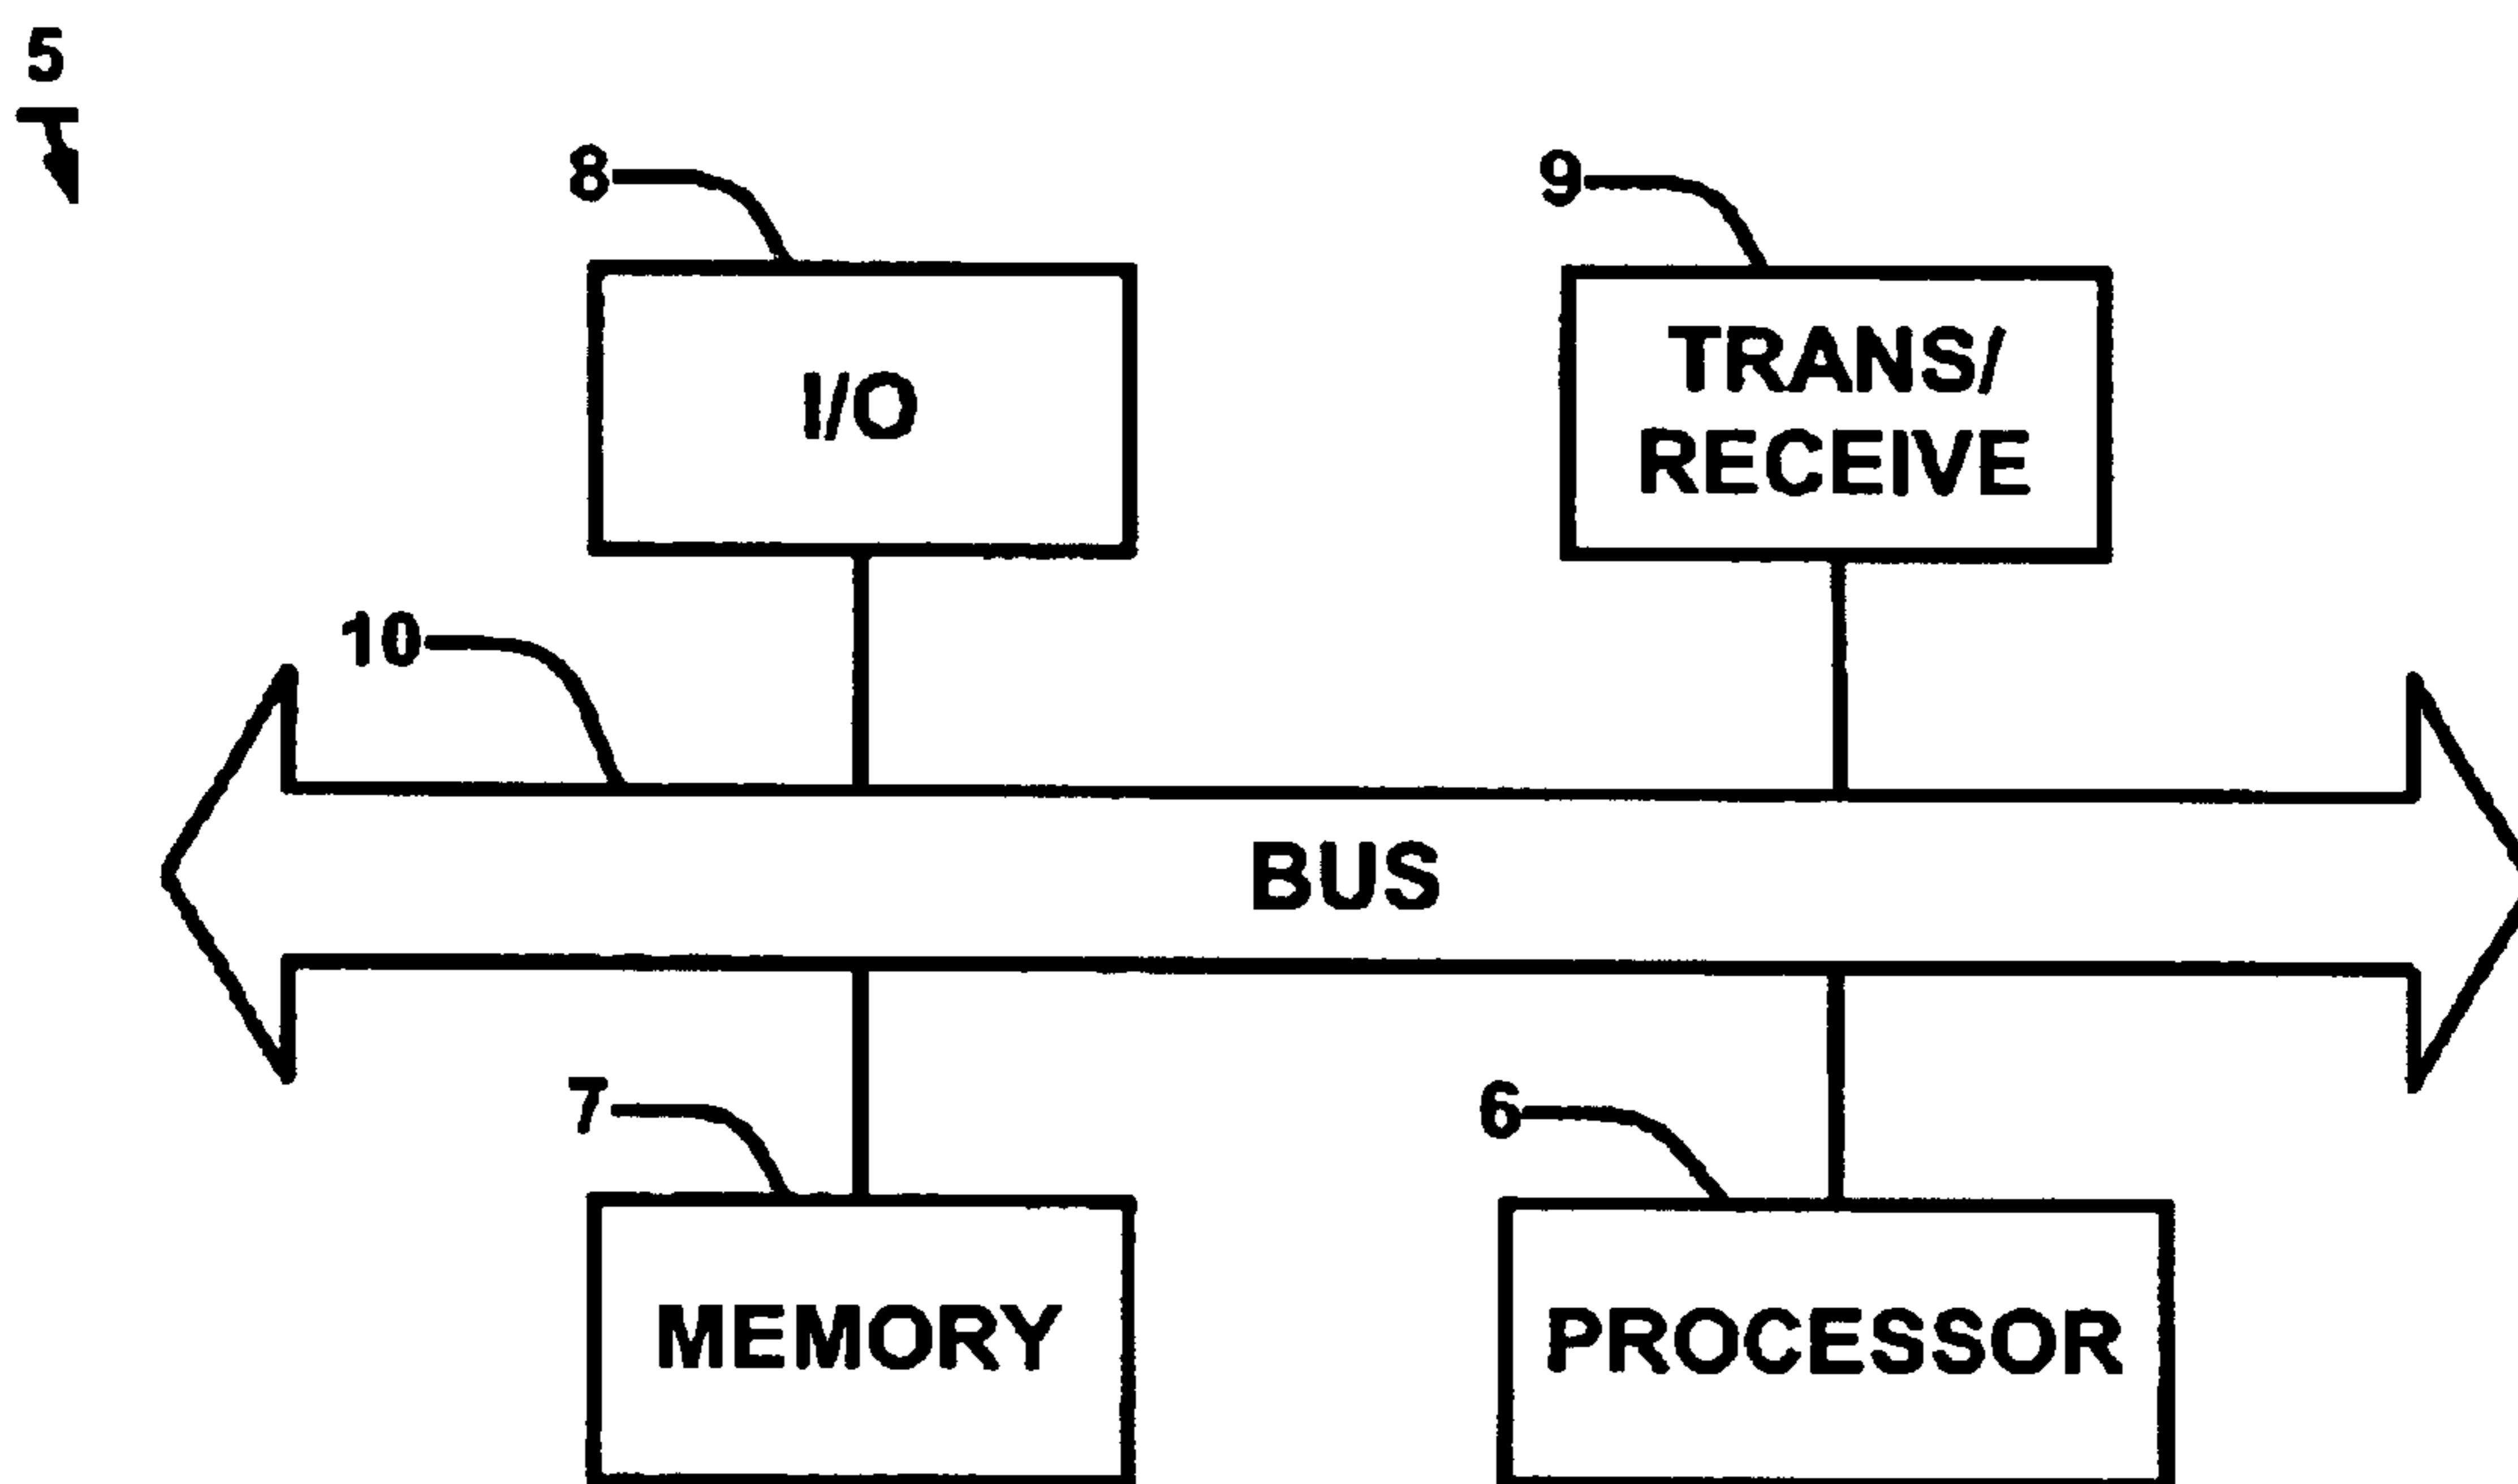 5
8
9
I/O
TRANS/
RECEIVE
10
BUS
7
6
MEMORY
PROCESSOR